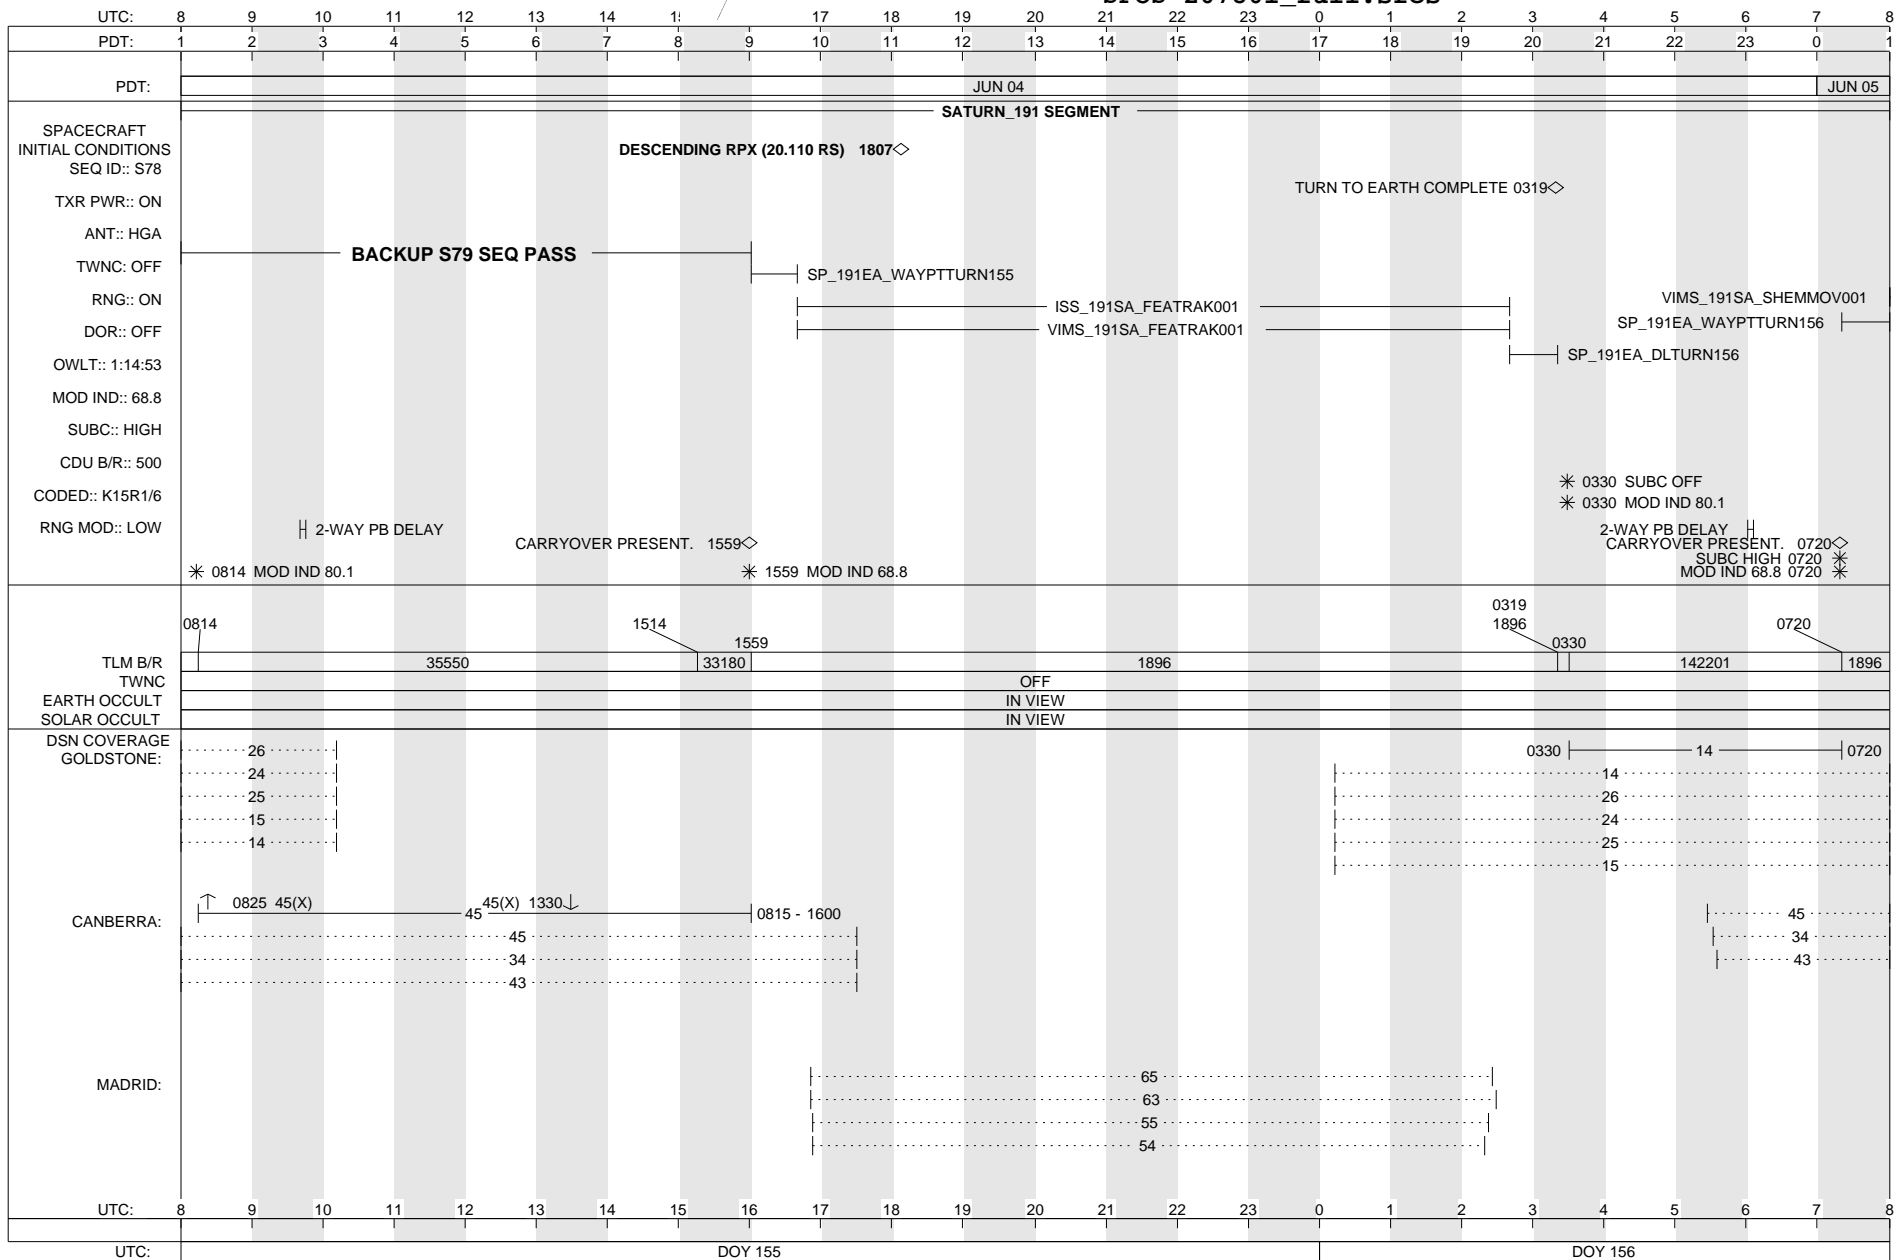 UTC: 8 9 10 11 12 13 14 17 18 19 20 21 22 23 0 1 2 3 4 5 6 7 8
PDT: 1 2 3 4 5 6 7 8 9 10 11 12 13 14 15 16 17 18 19 20 21 22 23 0 1
PDT: JUN 04 JUN 05
SATURN_191 SEGMENT
SPACECRAFT
INITIAL CONDITIONS
DESCENDING RPX (20.110 RS) 1807
SEQ ID:: S78
TURN TO EARTH COMPLETE 0319
TXR PWR:: ON
ANT:: HGA
BACKUP S79 SEQ PASS
TWNC: OFF
SP_191EA_WAYPTTURN155
RNG:: ON
ISS_191SA_FEATRAK001
VIMS_191SA_SHEMMOV001
DOR:: OFF
VIMS_191SA_FEATRAK001
SP_191EA_WAYPTTURN156
SP_191EA_DLTURN156
OWLT:: 1:14:53
MOD IND:: 68.8
SUBC:: HIGH
CDU B/R:: 500
0330 SUBC OFF
CODED:: K15R1/6
0330 MOD IND 80.1
RNG MOD:: LOW
2-WAY PB DELAY
2-WAY PB DELAY
CARRYOVER PRESENT. 1559
CARRYOVER PRESENT. 0720
SUBC HIGH 0720
0814 MOD IND 80.1
1559 MOD IND 68.8
MOD IND 68.8 0720
0319
0814 1514 1896 0720
1559 0330
TLM B/R 35550 33180 1896 142201 1896
TWNC OFF
EARTH OCCULT IN VIEW
SOLAR OCCULT IN VIEW
DSN COVERAGE
GOLDSTONE:
26 0330 14 0720
24 14
25 26
15 24
14 25
15
CANBERRA:
0825 45(X) 45(X) 1330
45 0815 - 1600 45
45 34
34 43
43
MADRID:
65
63
55
54
UTC: 8 9 10 11 12 13 14 15 16 17 18 19 20 21 22 23 0 1 2 3 4 5 6 7 8
UTC: DOY 155 DOY 156